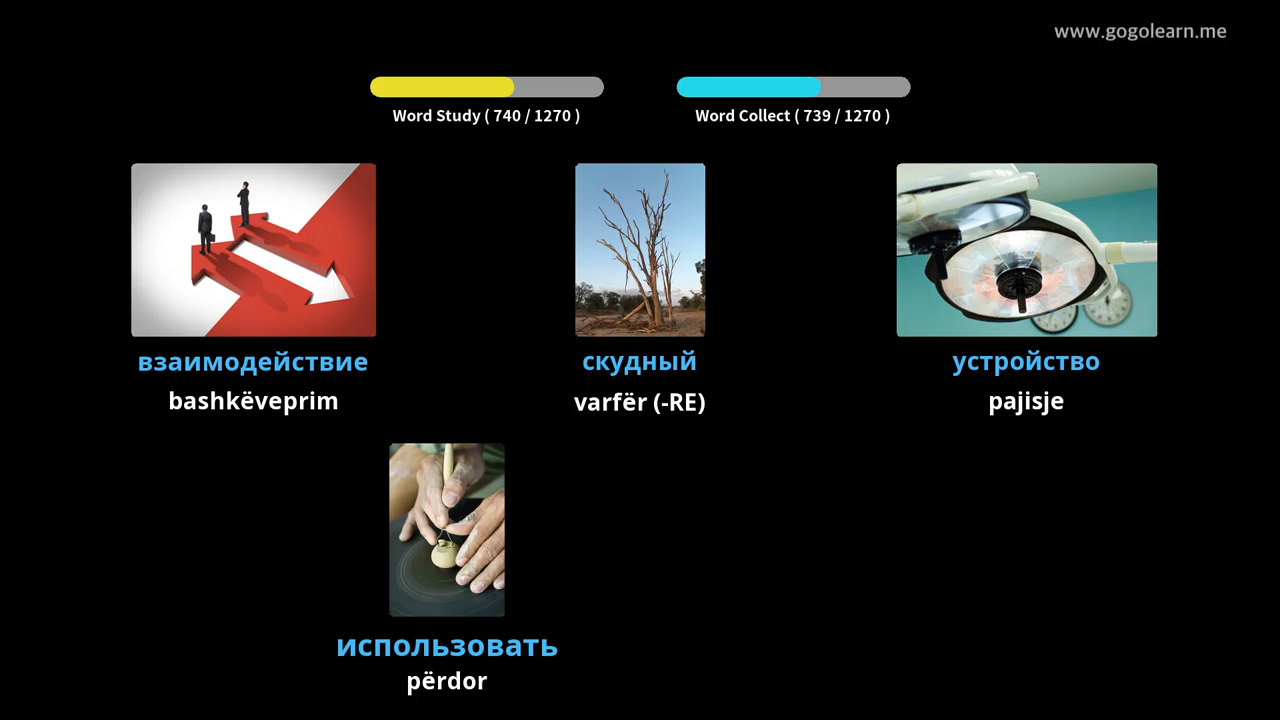 www.gogolearn.me
Word Study ( 740 / 1270 )
Word Collect ( 739 / 1270 )
взаимодействие
bashkëveprim
скудный
varfër (-RE)
устройство
pajisje
использовать
përdor